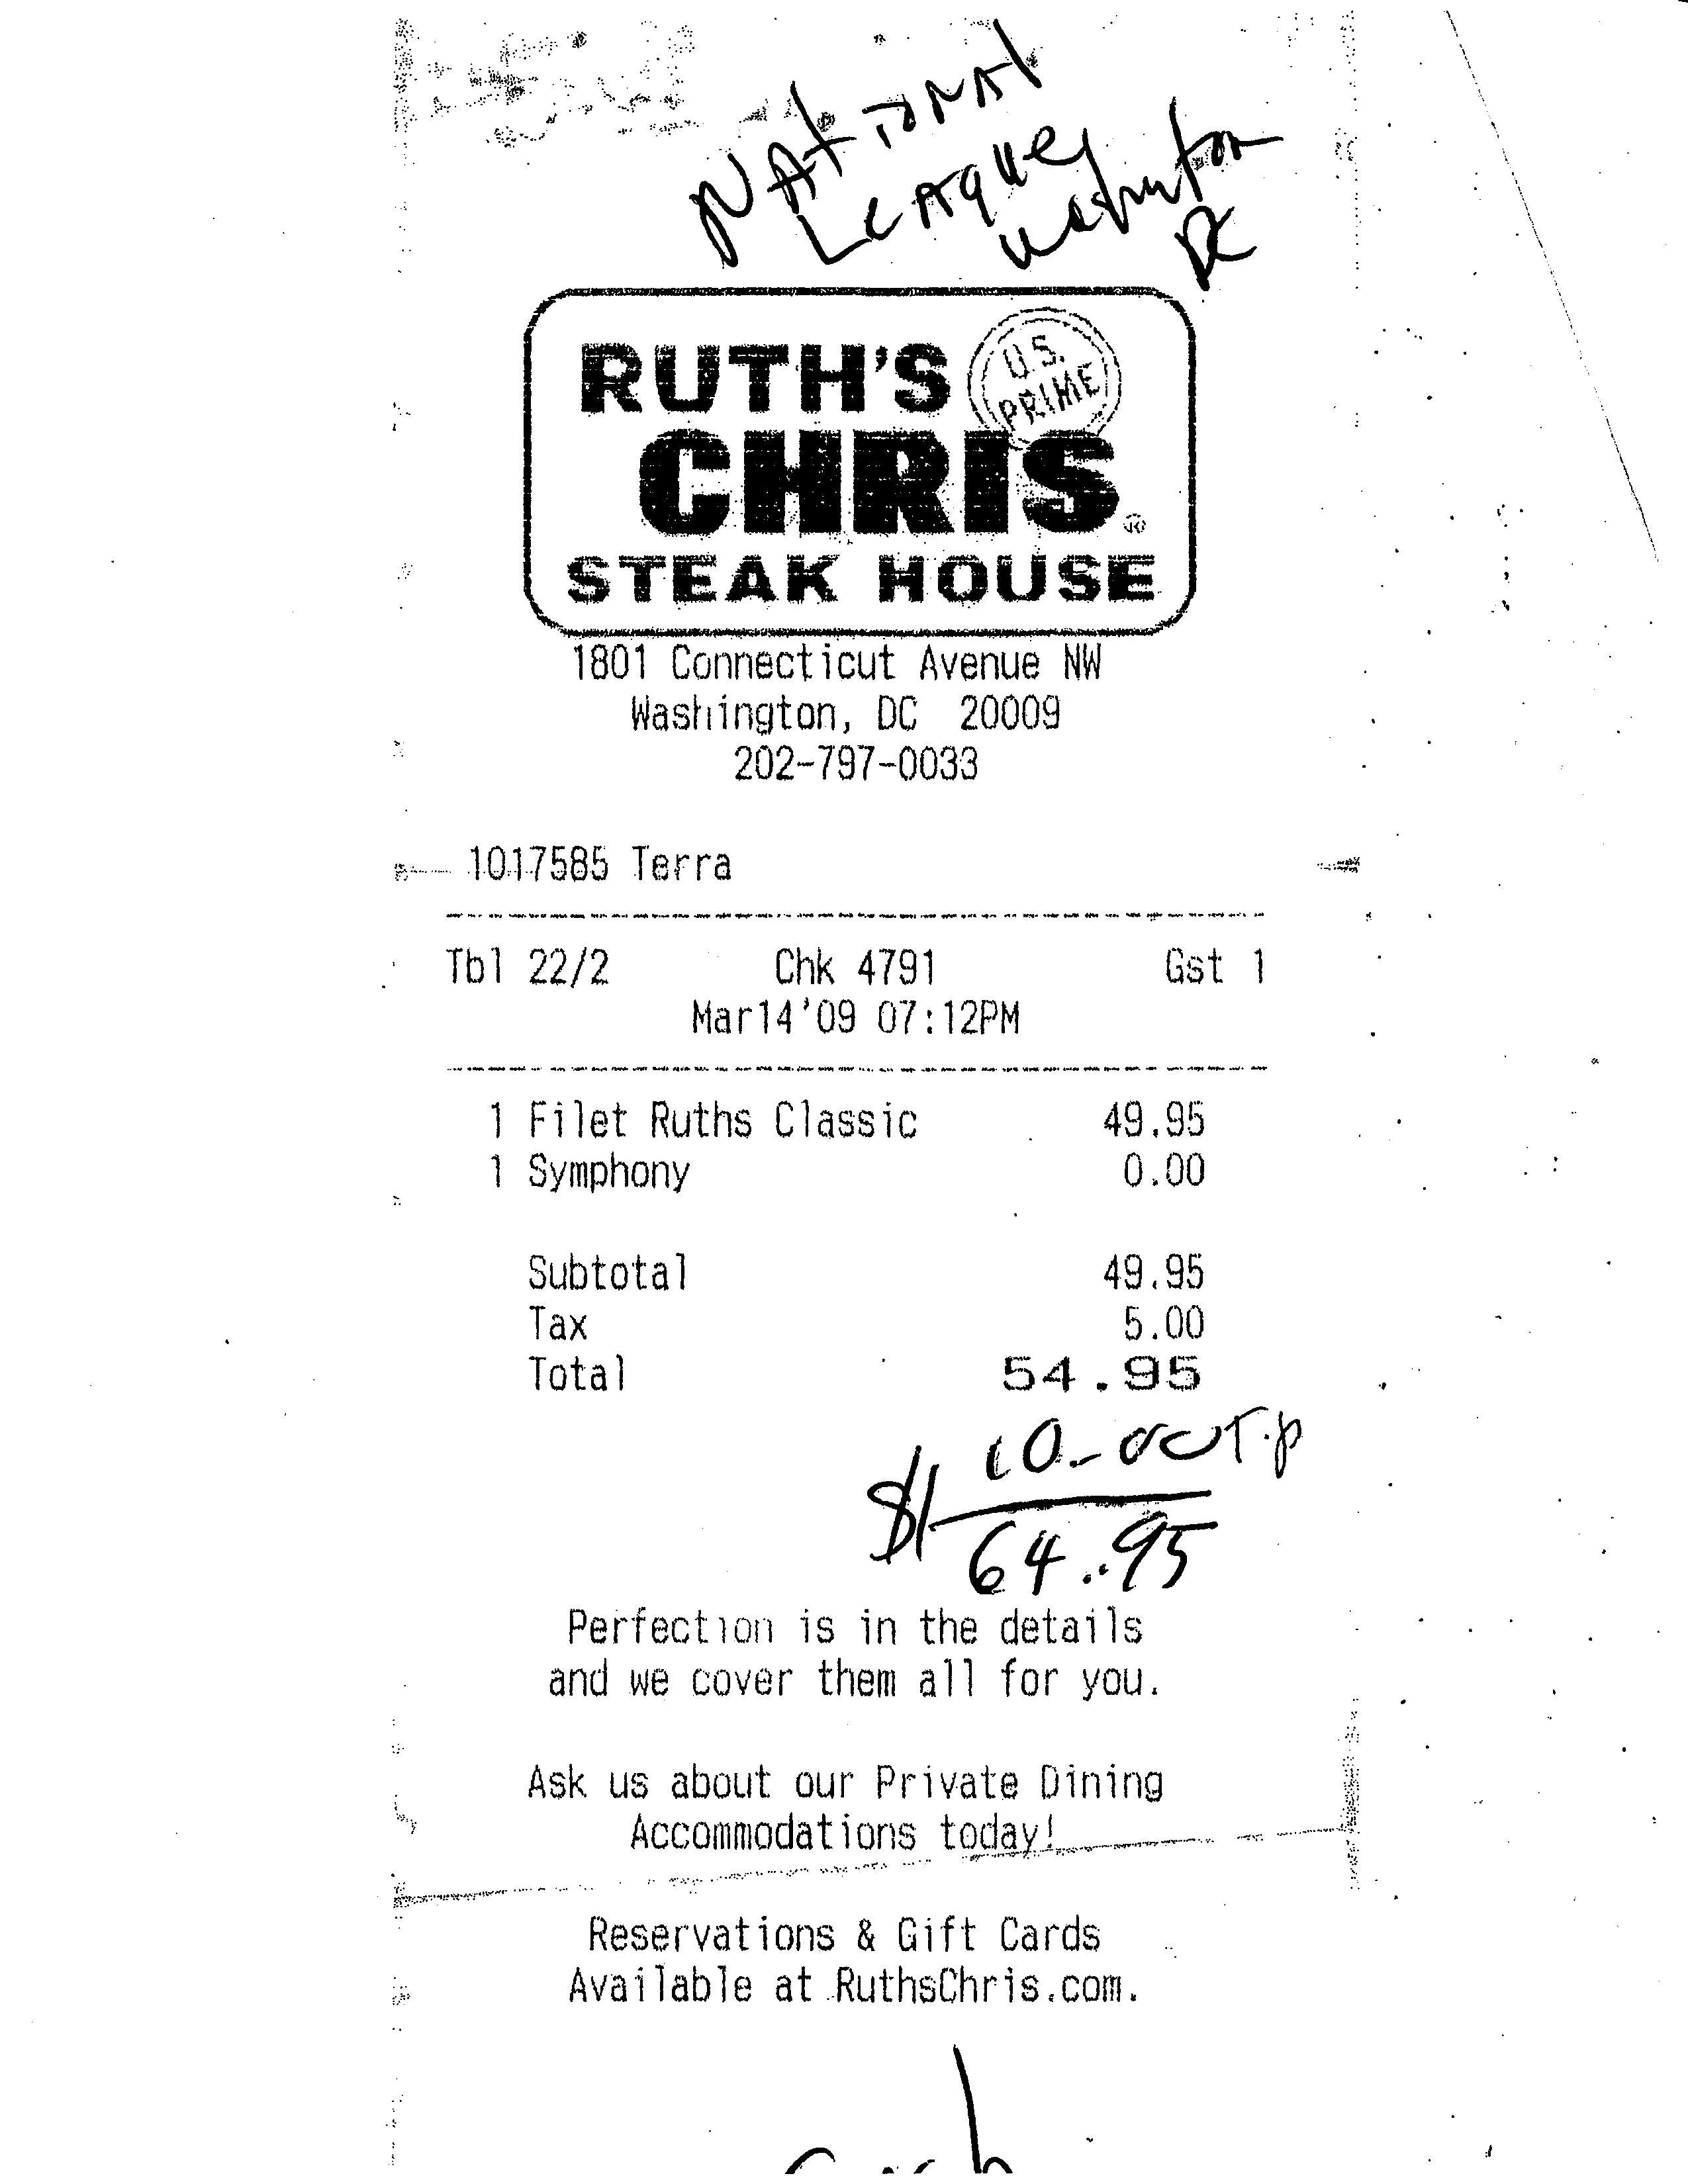 NATIONAL
LEAGUE
Washington
DC
RUTH'S
U.S.
PRIME
CHRIS®
STEAK HOUSE
1801 Connecticut Avenue NW
Washington, DC 20009
202-797-0033
1017585 Terra
Tbl 22/2 Chk 4791 Gst 1
Mar14'09 07:12PM
1 Filet Ruths Classic 49.95
1 Symphony 0.00
Subtotal 49.95
Tax 5.00
Total 54.95
10.00 Tip
$ 64.95
Perfection is in the details
and we cover them all for you.
Ask us about our Private Dining
Accommodations today!
Reservations & Gift Cards
Available at RuthsChris.com.